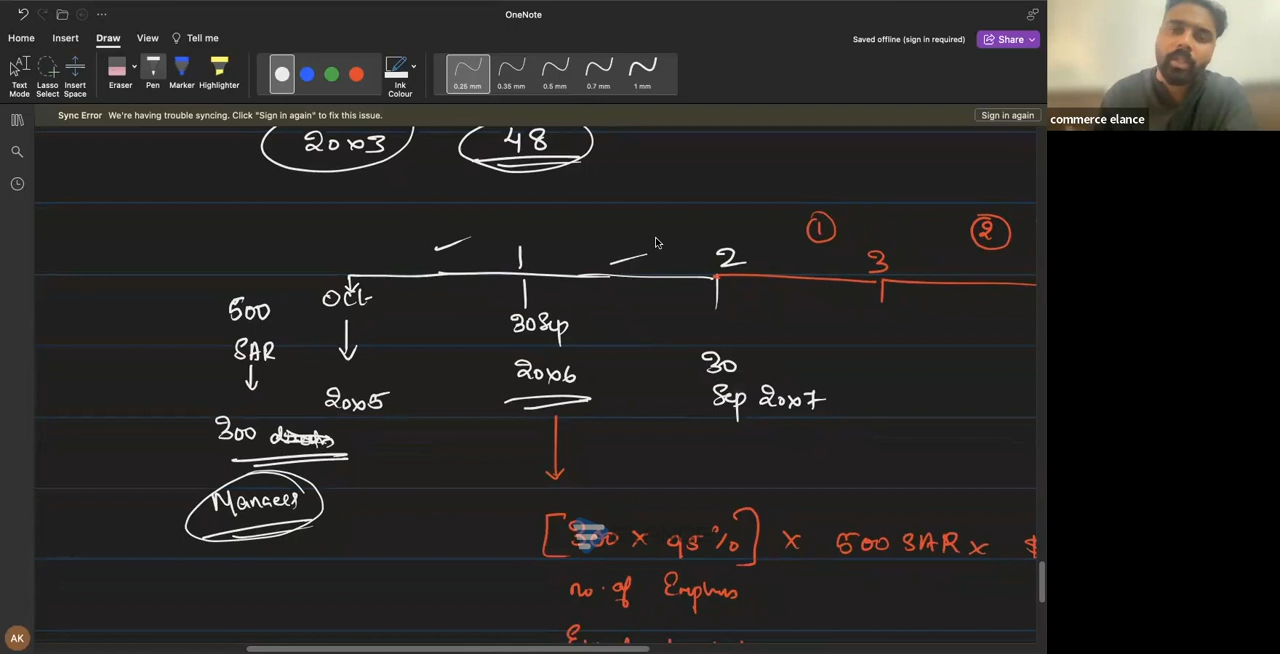 OneNote
Home Insert Draw View Tell me
Saved offline (sign in required)
Share
Text Mode
Lasso Select
Insert Space
Eraser
Pen
Marker
Highlighter
Ink Colour
0.25 mm
0.35 mm
0.5 mm
0.7 mm
1 mm
Sync Error We're having trouble syncing. Click "Sign in again" to fix this issue.
Sign in again
commerce elance
20x3 48
1 2 ① 3 ②
500
SAR
300
OCt
20x5
30 Sep
20x6
30
Sep 20x7
[300 x 95%] x 500 SAR x $
no. of
AK